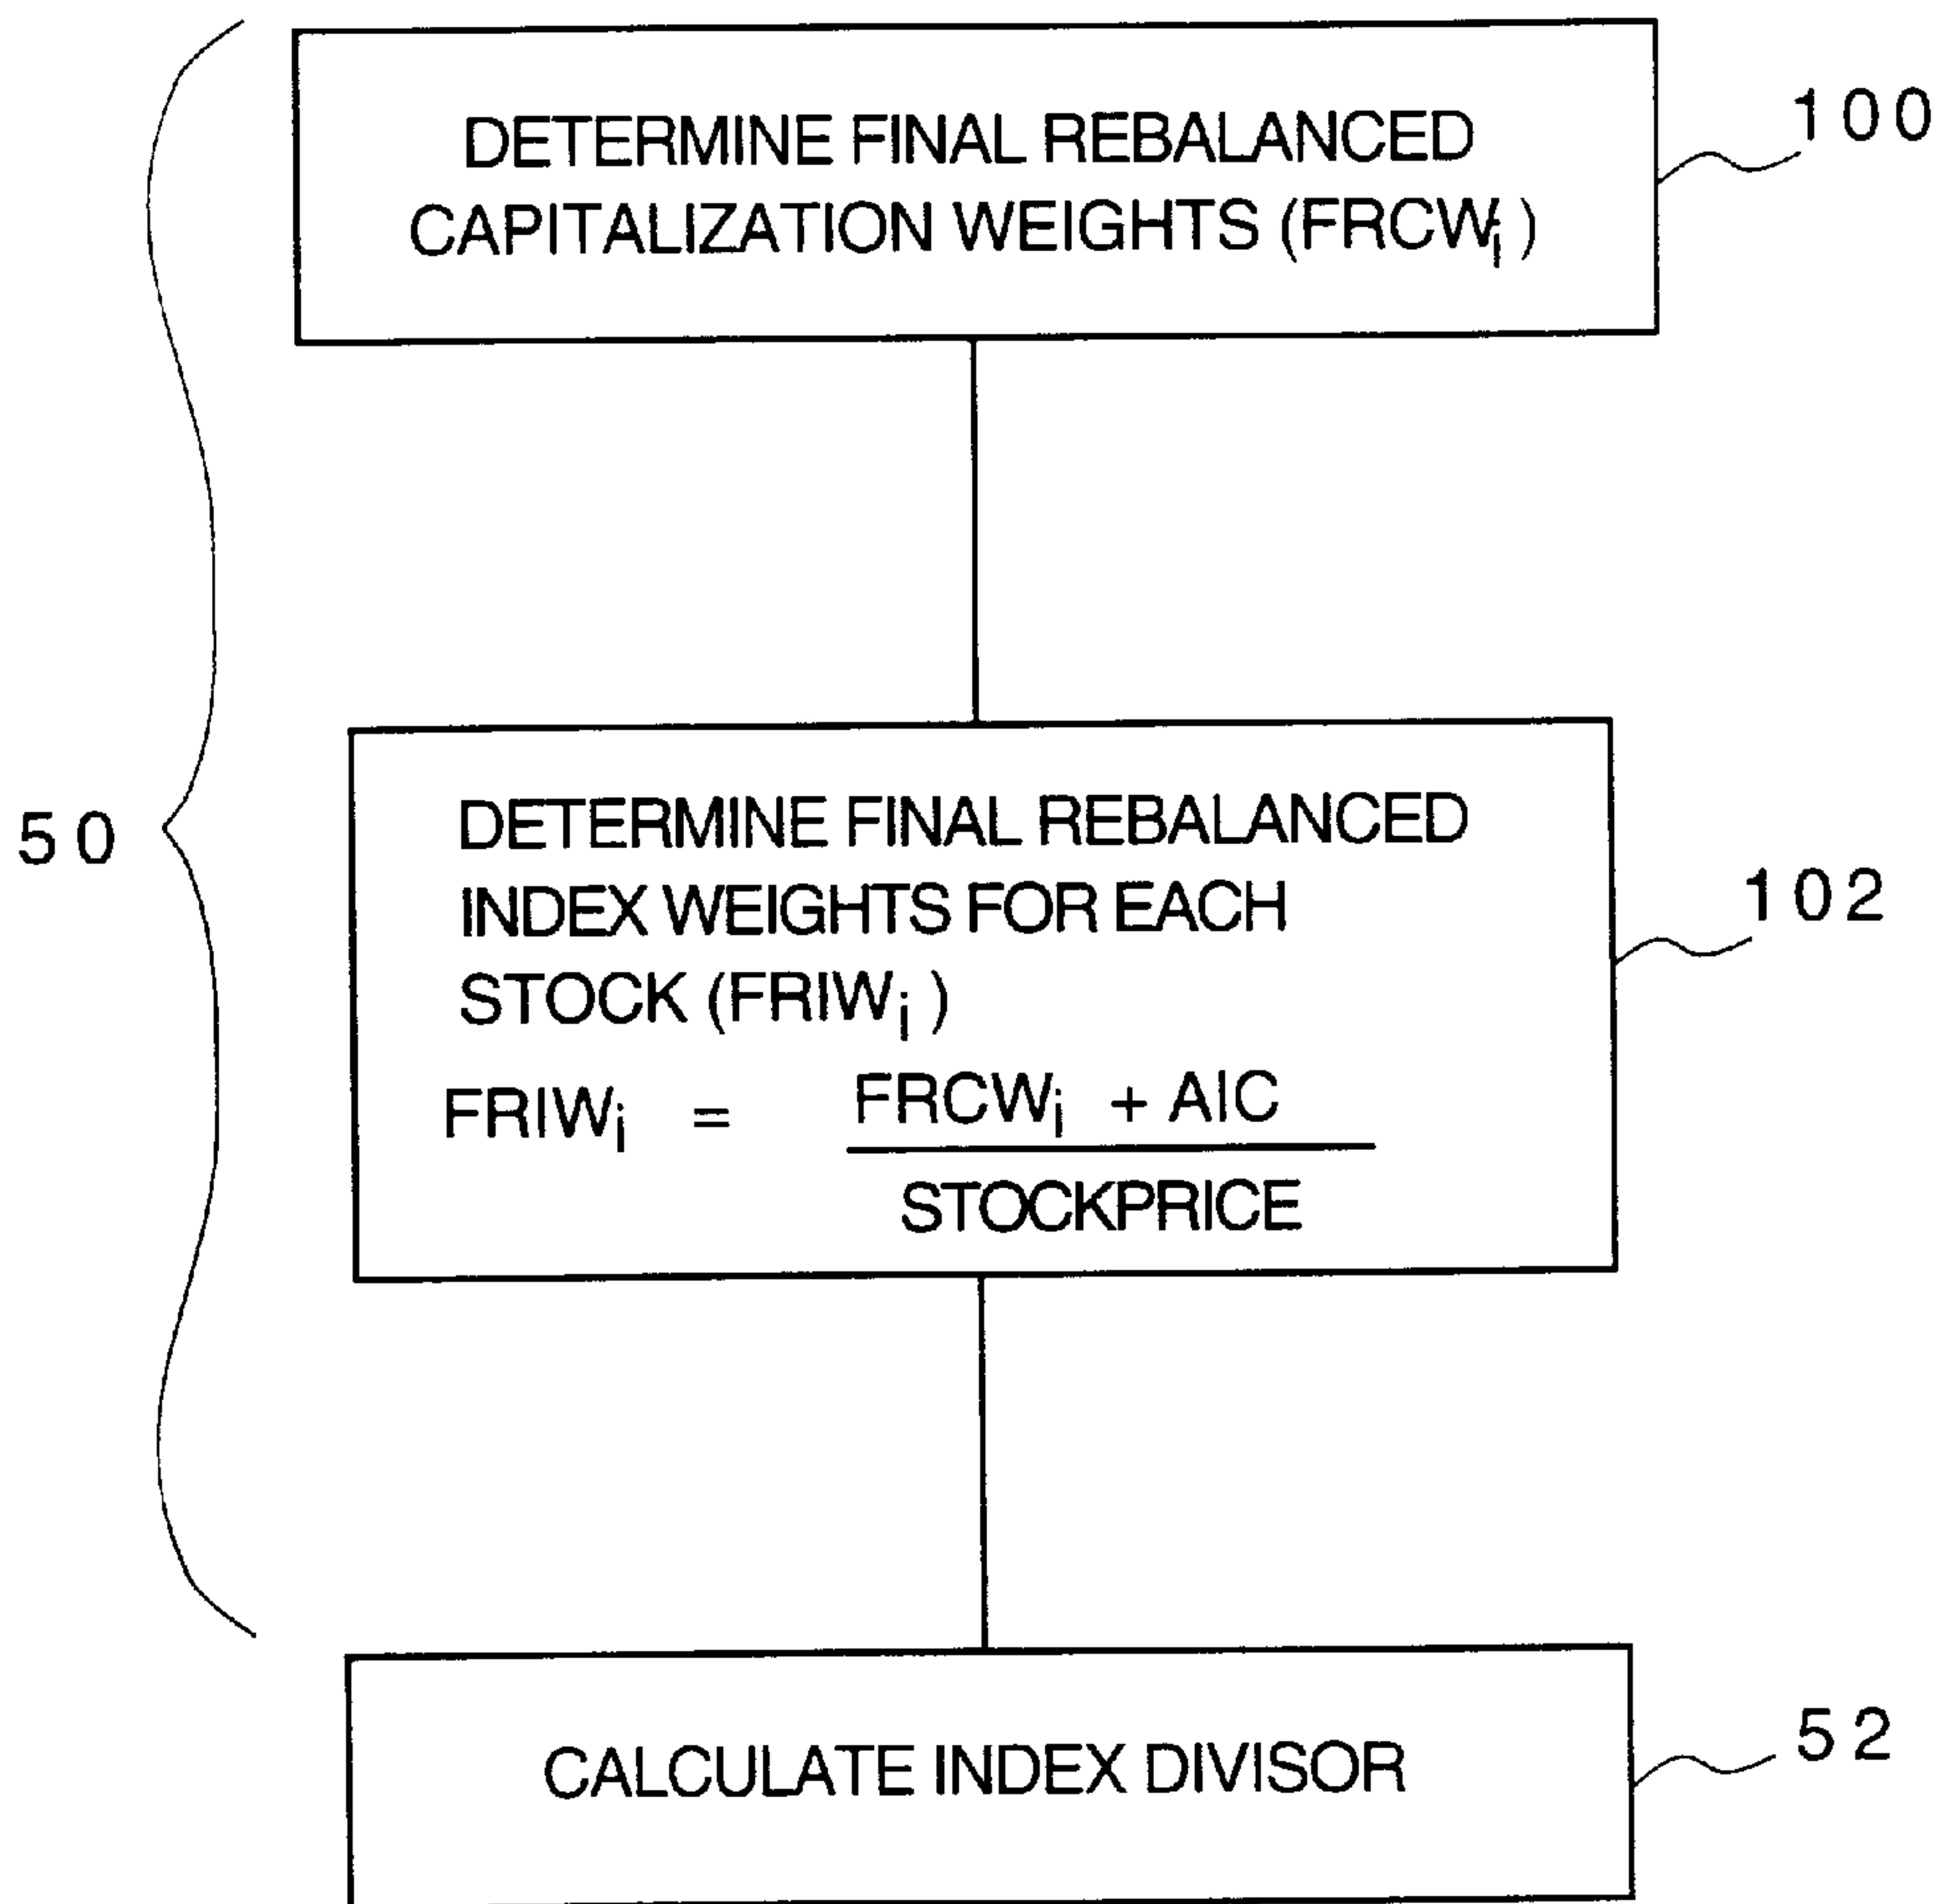 DETERMINE FINAL REBALANCED
CAPITALIZATION WEIGHTS (FRCWi)
100
50
DETERMINE FINAL REBALANCED
INDEX WEIGHTS FOR EACH
STOCK (FRIWi)
FRIWi = FRCWi + AIC
STOCKPRICE
102
CALCULATE INDEX DIVISOR
52